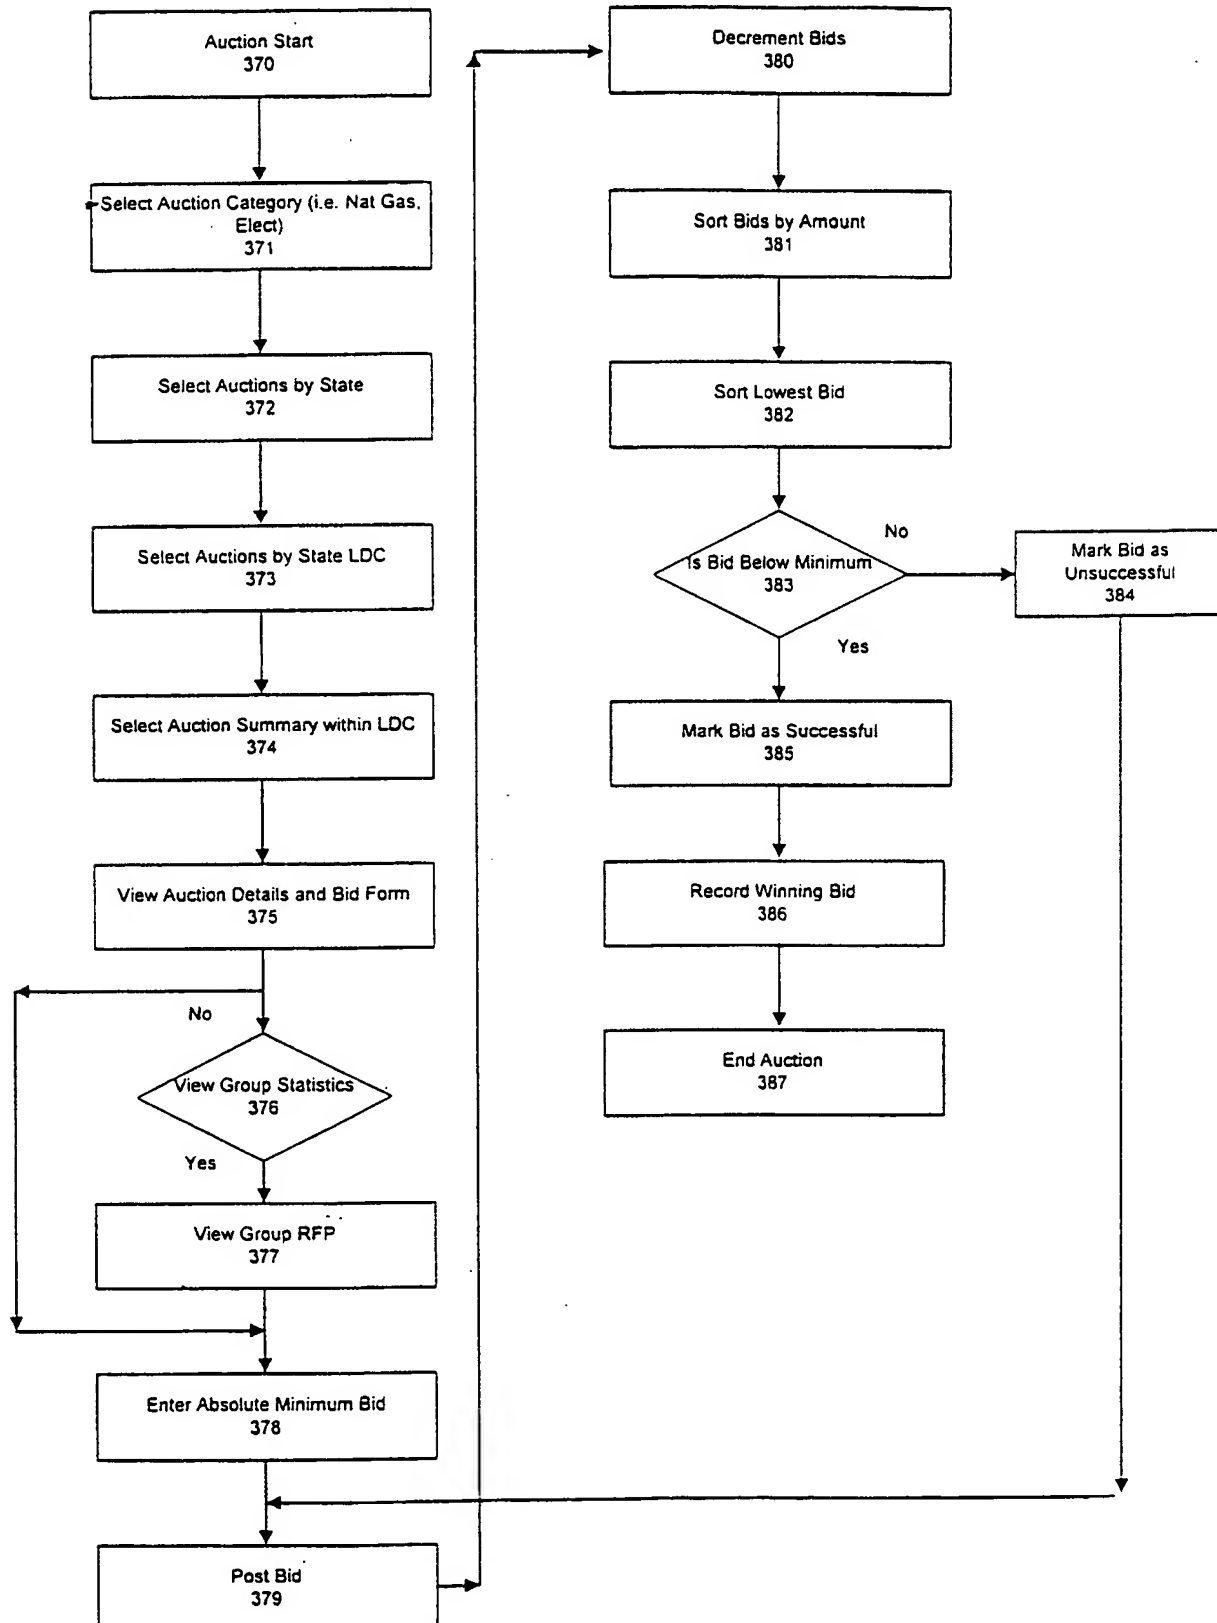 Auction Start
370
Select Auction Category (i.e. Nat Gas,
Elect)
371
Select Auctions by State
372
Select Auctions by State LDC
373
Select Auction Summary within LDC
374
View Auction Details and Bid Form
375
No
View Group Statistics
376
Yes
View Group RFP
377
Enter Absolute Minimum Bid
378
Post Bid
379
Decrement Bids
380
Sort Bids by Amount
381
Sort Lowest Bid
382
Is Bid Below Minimum
383
No
Mark Bid as
Unsuccessful
384
Yes
Mark Bid as Successful
385
Record Winning Bid
386
End Auction
387